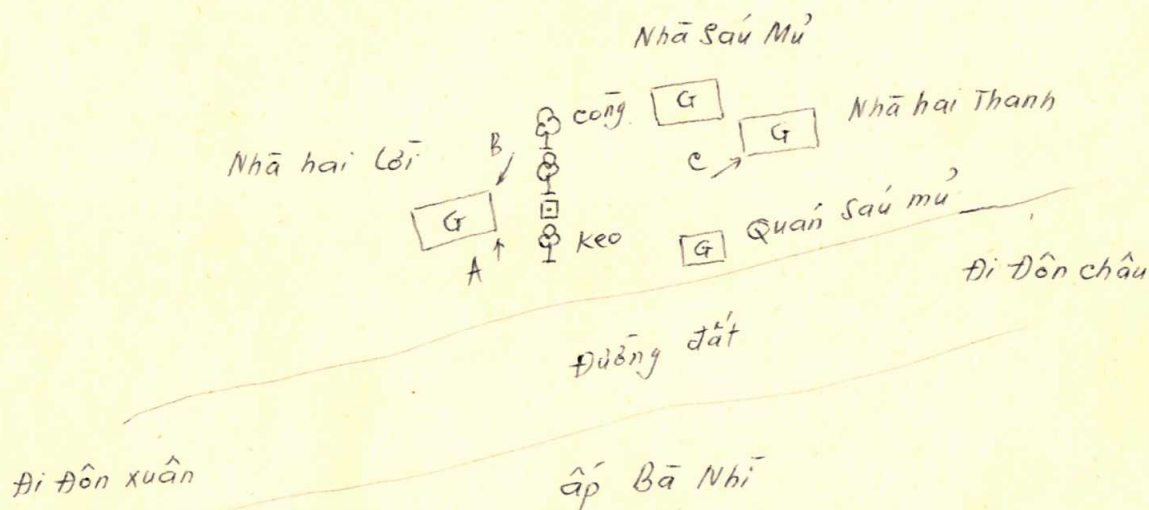 Nhà Sáu Mủ
còng
G
Nhà hai Thanh
G
B
C
Nhà hai Lời
G
Quán Sáu mủ
G
keo
A
Đi Đôn châu
Đường đất
Đi Đôn xuân
ấp Bà Nhì